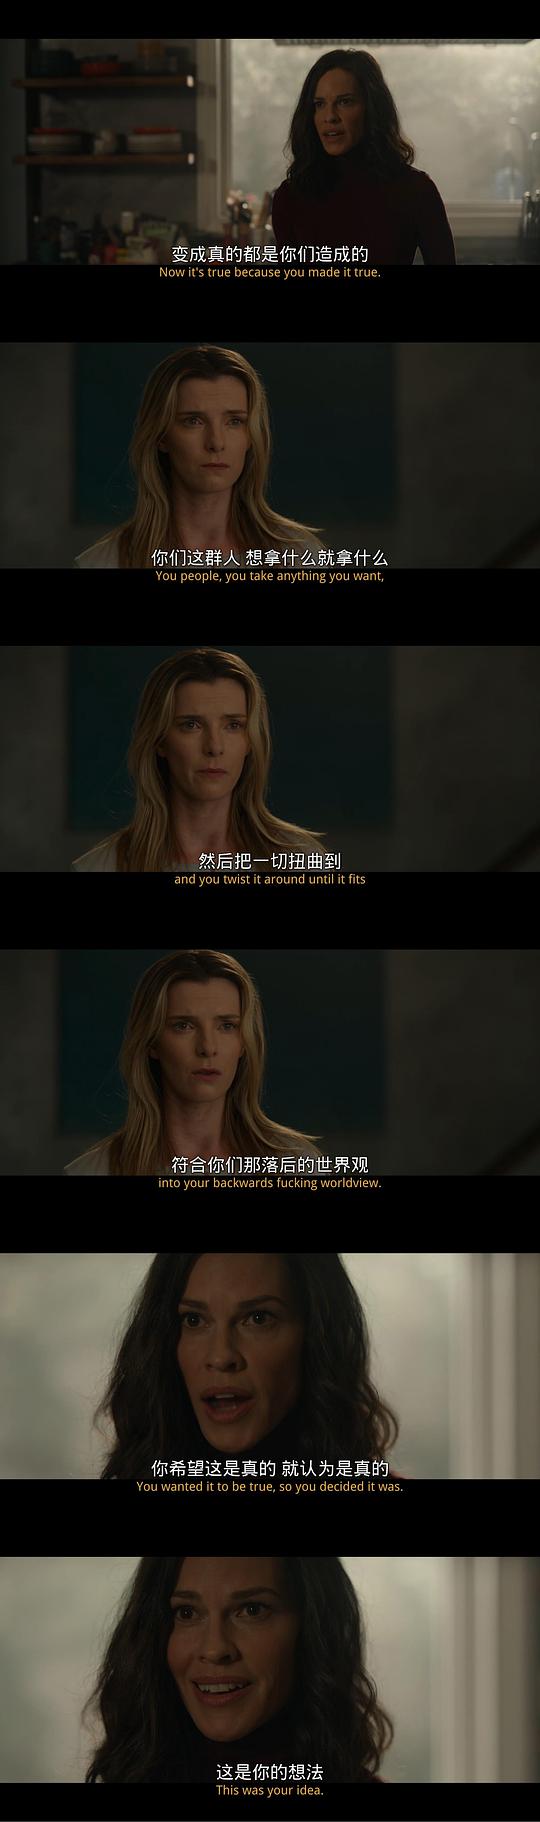 变成真的都是你们造成的
Now it's true because you made it true.
你们这群人 想拿什么就拿什么
You people, you take anything you want,
然后把一切扭曲到
and you twist it around until it fits
符合你们那落后的世界观
into your backwards fucking worldview.
你希望这是真的 就认为是真的
You wanted it to be true, so you decided it was.
这是你的想法
This was your idea.